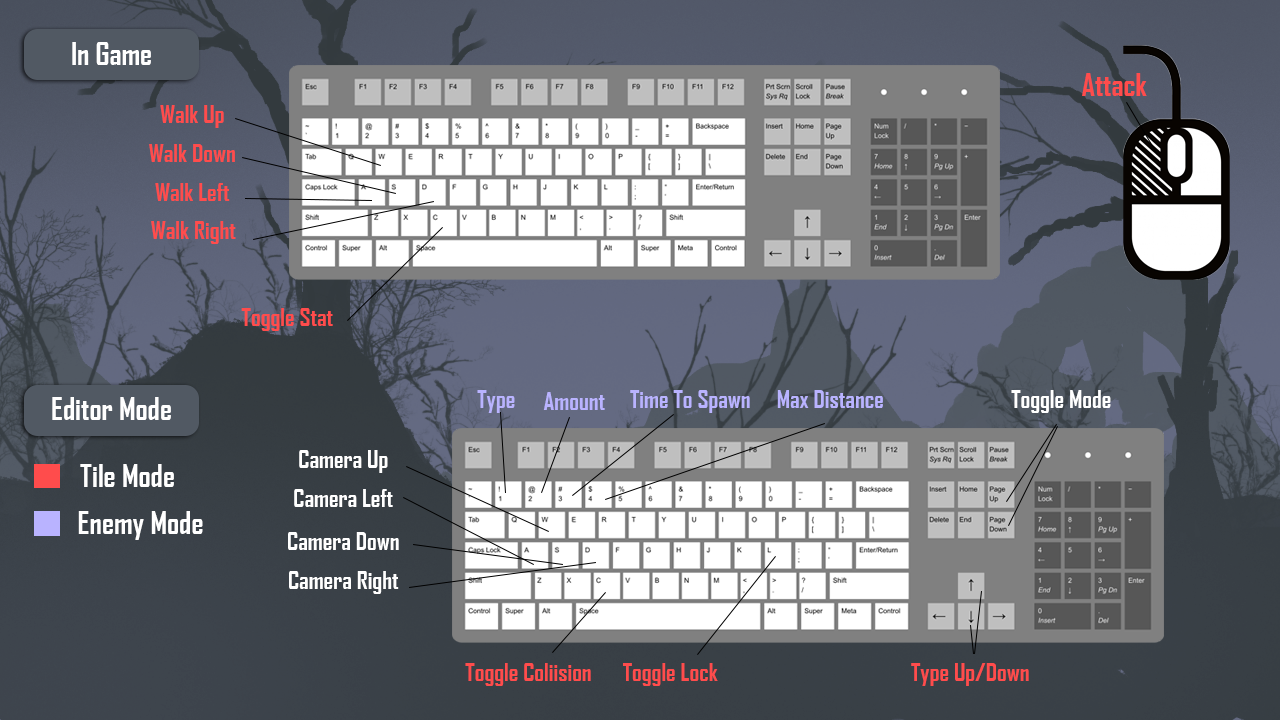 In Game
Attack
Walk Up
Walk Down
Walk Left
Walk Right
Toggle Stat
Esc F1 F2 F3 F4 F5 F6 F7 F8 F9 F10 F11 F12 Prt Scrn Scroll Pause
Sys Rq Lock Break
~ ! @ # $ % ^ & * ( ) _ + Backspace Insert Home Page Num / * −
` 1 2 3 4 5 6 7 8 9 0 - = Up Lock
Tab Q W E R T Y U I O P { } | Delete End Page 7 8 9 +
[ ] \ Down Home ↑ Pg Up
Caps Lock A S D F G H J K L : " Enter/Return 4 5 6
; ' ← →
Shift Z X C V B N M < > ? Shift ↑ 1 2 3 Enter
, . / End ↓ Pg Dn
Control Super Alt Space Alt Super Meta Control ← ↓ → 0 .
Insert Del
Editor Mode
Tile Mode
Enemy Mode
Type Amount Time To Spawn Max Distance Toggle Mode
Camera Up
Camera Left
Camera Down
Camera Right
Esc F1 F2 F3 F4 F5 F6 F7 F8 F9 F10 F11 F12 Prt Scrn Scroll Pause
Sys Rq Lock Break
~ ! @ # $ % ^ & * ( ) _ + Backspace Insert Home Page Num / * −
` 1 2 3 4 5 6 7 8 9 0 - = Up Lock
Tab Q W E R T Y U I O P { } | Delete End Page 7 8 9 +
[ ] \ Down Home ↑ Pg Up
Caps Lock A S D F G H J K L : " Enter/Return 4 5 6
; ' ← →
Shift Z X C V B N M < > ? Shift ↑ 1 2 3 Enter
, . / End ↓ Pg Dn
Control Super Alt Space Alt Super Meta Control ← ↓ → 0 .
Insert Del
Toggle Coliision Toggle Lock Type Up/Down